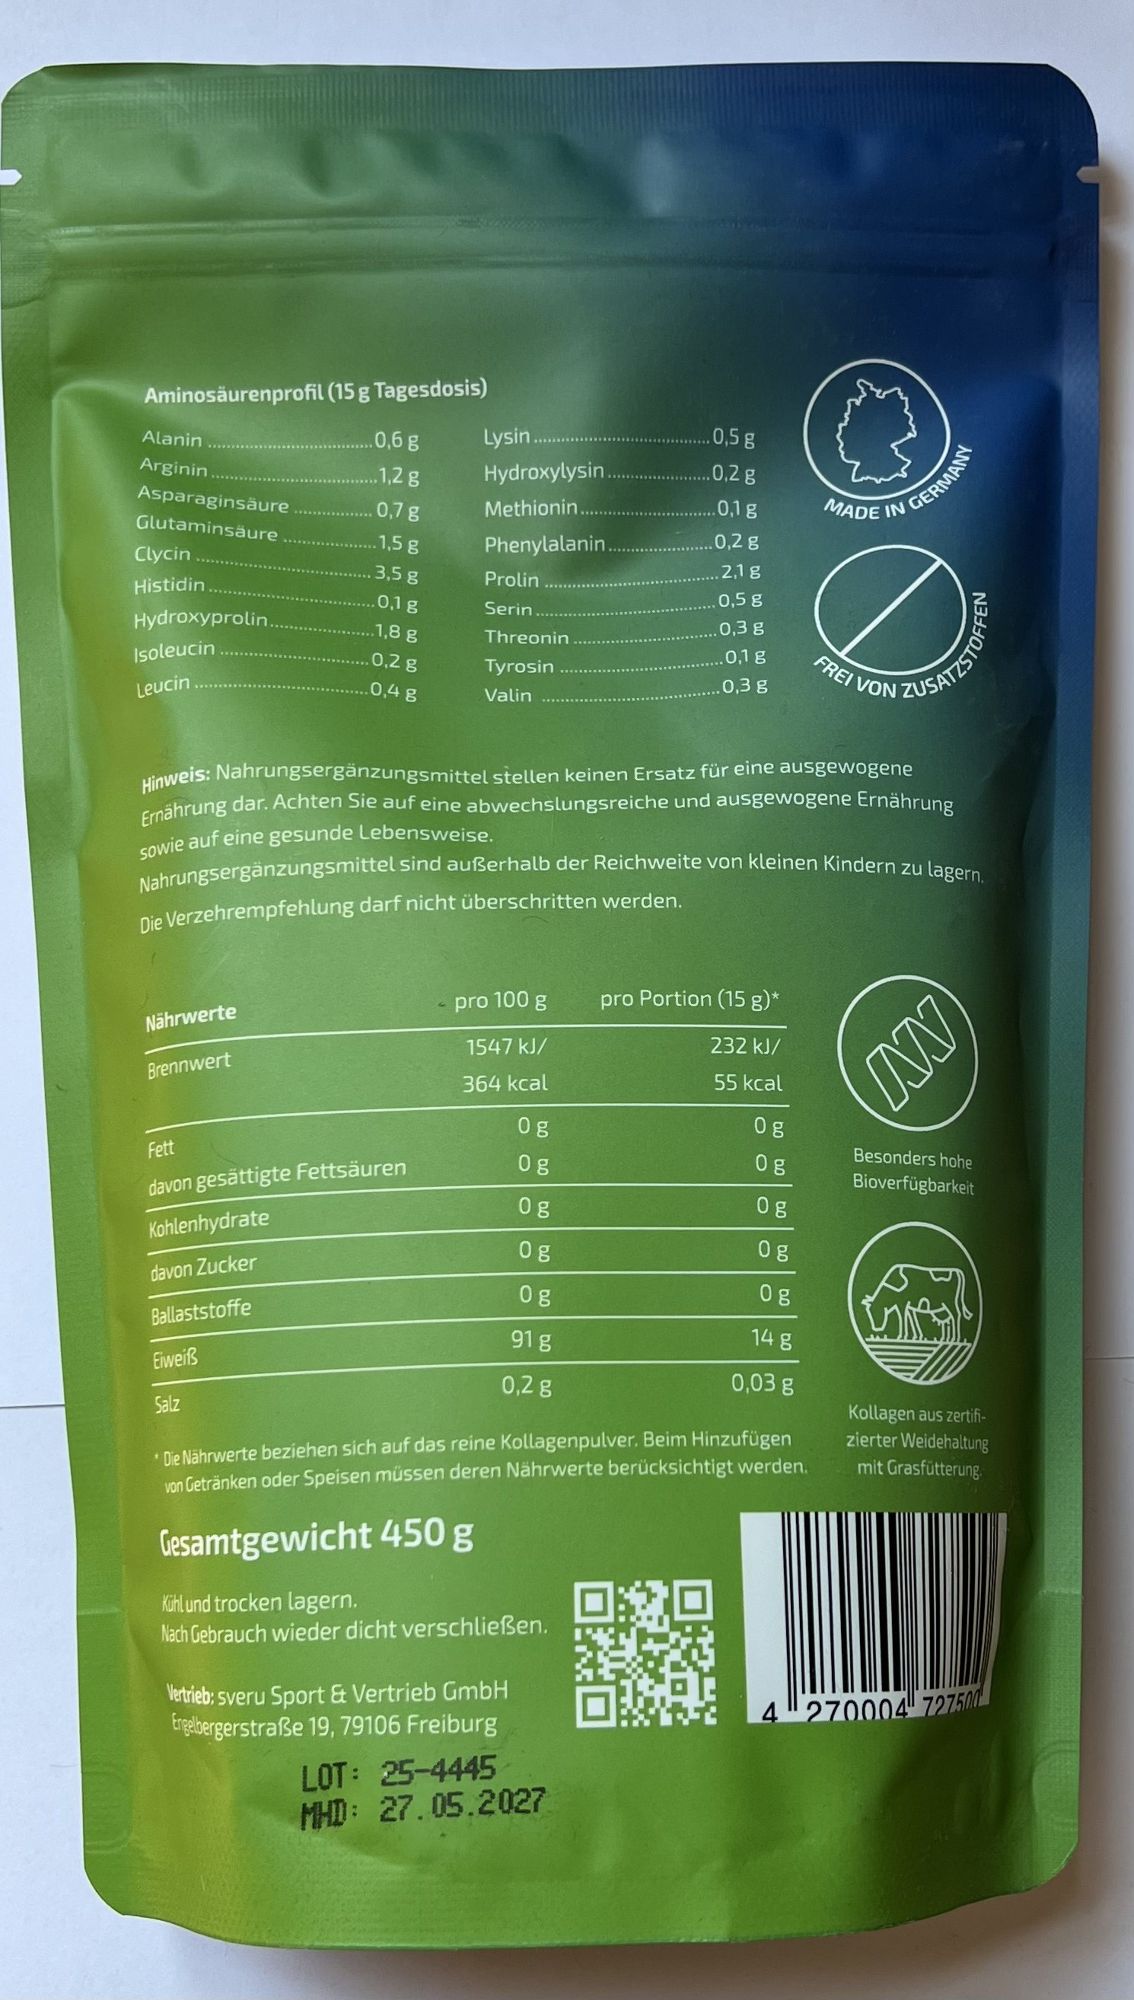 Aminosäurenprofil (15 g Tagesdosis)
Alanin ........................ 0,6 g
Arginin ........................ 1,2 g
Asparaginsäure ............ 0,7 g
Glutaminsäure .............. 1,5 g
Clycin ........................ 3,5 g
Histidin ........................ 0,1 g
Hydroxyprolin ................ 1,8 g
Isoleucin ........................ 0,2 g
Leucin ........................ 0,4 g
Lysin ........................ 0,5 g
Hydroxylysin ................ 0,2 g
Methionin ........................ 0,1 g
Phenylalanin ................ 0,2 g
Prolin ........................ 2,1 g
Serin ........................ 0,5 g
Threonin ........................ 0,3 g
Tyrosin ........................ 0,1 g
Valin ........................ 0,3 g
MADE IN GERMANY
FREI VON ZUSATZSTOFFEN
Hinweis: Nahrungsergänzungsmittel stellen keinen Ersatz für eine ausgewogene
Ernährung dar. Achten Sie auf eine abwechslungsreiche und ausgewogene Ernährung
sowie auf eine gesunde Lebensweise.
Nahrungsergänzungsmittel sind außerhalb der Reichweite von kleinen Kindern zu lagern.
Die Verzehrempfehlung darf nicht überschritten werden.
Nährwerte pro 100 g pro Portion (15 g)*
Brennwert 1547 kJ/ 232 kJ/
364 kcal 55 kcal
Fett 0 g 0 g
davon gesättigte Fettsäuren 0 g 0 g
Kohlenhydrate 0 g 0 g
davon Zucker 0 g 0 g
Ballaststoffe 0 g 0 g
Eiweiß 91 g 14 g
Salz 0,2 g 0,03 g
* Die Nährwerte beziehen sich auf das reine Kollagenpulver. Beim Hinzufügen
von Getränken oder Speisen müssen deren Nährwerte berücksichtigt werden.
Besonders hohe
Bioverfügbarkeit
Kollagen aus zertifi-
zierter Weidehaltung
mit Grasfütterung.
Gesamtgewicht 450 g
Kühl und trocken lagern.
Nach Gebrauch wieder dicht verschließen.
Vertrieb: sveru Sport & Vertrieb GmbH
Engelbergerstraße 19, 79106 Freiburg
4 270004 727500
LOT: 25-4445
MHD: 27.05.2027